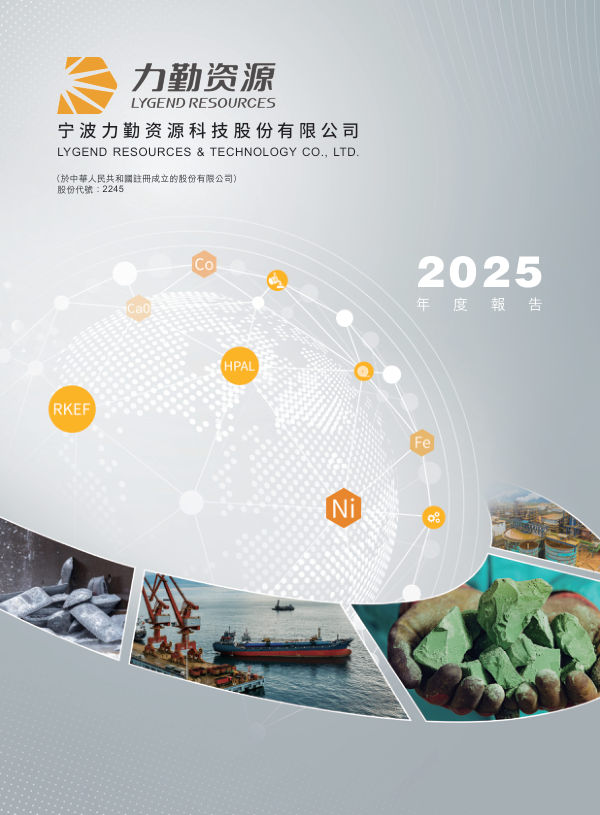 力勤资源
LYGEND RESOURCES
宁波力勤资源科技股份有限公司
LYGEND RESOURCES & TECHNOLOGY CO., LTD.
(於中華人民共和國註冊成立的股份有限公司)
股份代號：2245
2025
年度報告
Co
CaO
HPAL
RKEF
Fe
Ni